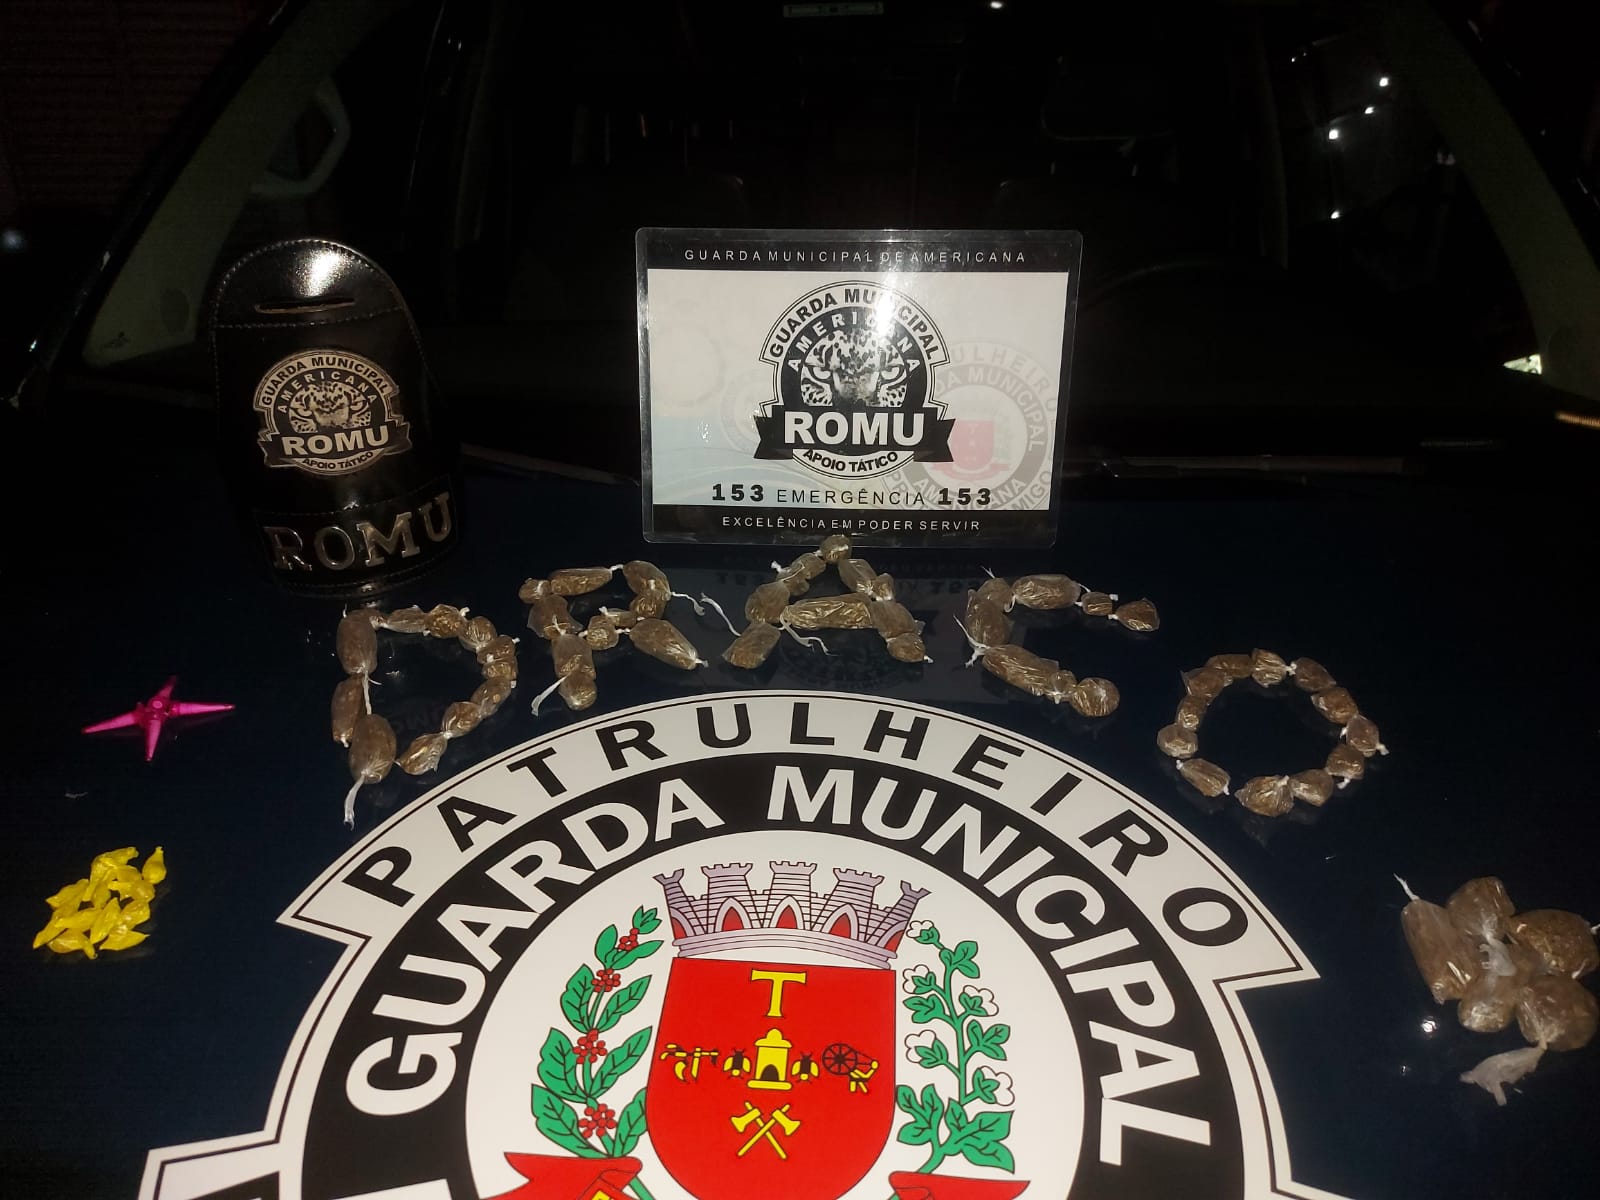 GUARDA MUNICIPAL DE AMERICANA
GUARDA MUNICIPAL
AMERICANA
ROMU
APOIO TÁTICO
153 EMERGÊNCIA 153
EXCELÊNCIA EM PODER SERVIR
GUARDA MUNICIPAL
AMERICANA
ROMU
APOIO TÁTICO
ROMU
DRACO
PATRULHEIRO
GUARDA MUNICIPAL
T